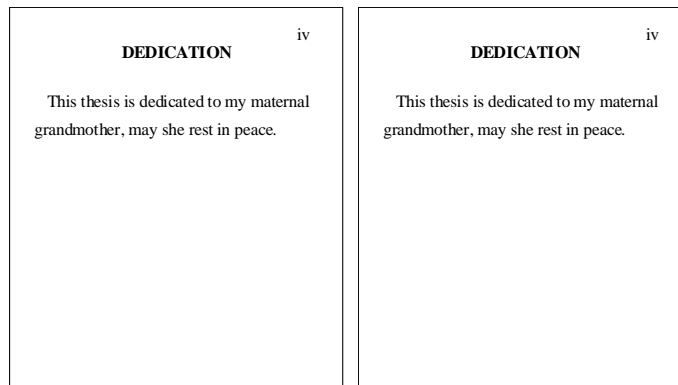 iv
DEDICATION
This thesis is dedicated to my maternal
grandmother, may she rest in peace.
iv
DEDICATION
This thesis is dedicated to my maternal
grandmother, may she rest in peace.